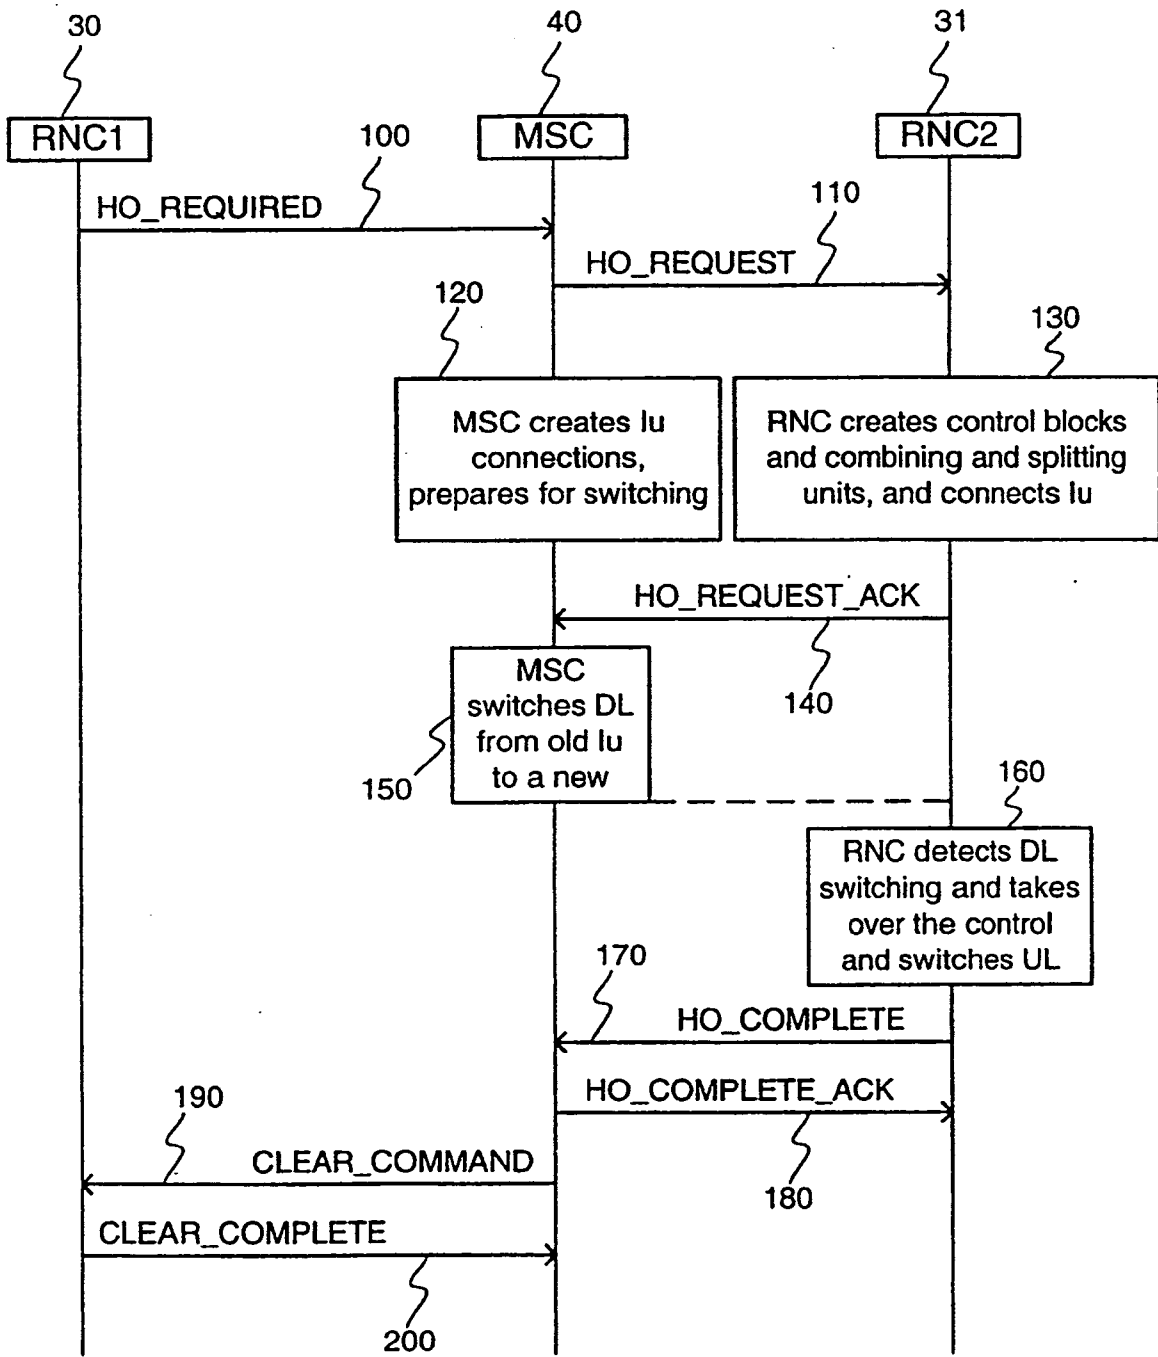 30
40
31
RNC1
MSC
RNC2
100
HO_REQUIRED
110
HO_REQUEST
120
130
MSC creates Iu
connections,
prepares for switching
RNC creates control blocks
and combining and splitting
units, and connects Iu
HO_REQUEST_ACK
140
MSC
switches DL
from old Iu
to a new
150
160
RNC detects DL
switching and takes
over the control
and switches UL
170
HO_COMPLETE
HO_COMPLETE_ACK
180
190
CLEAR_COMMAND
CLEAR_COMPLETE
200